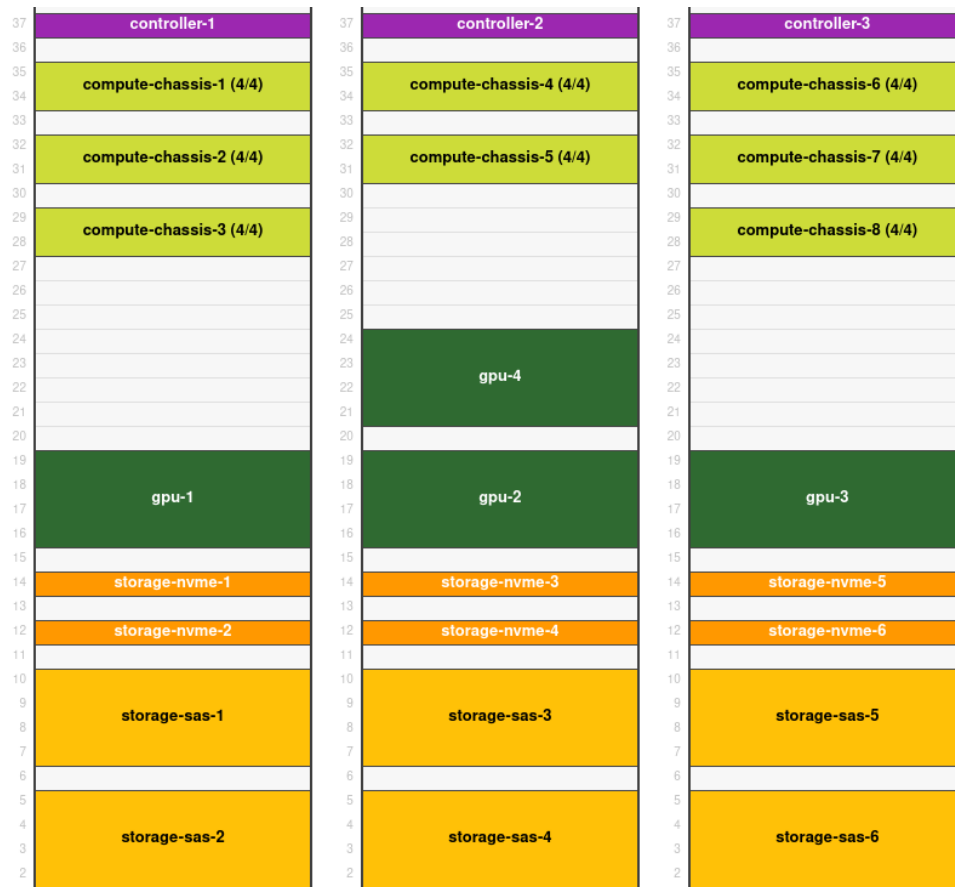 37 controller-1 37 controller-2 37 controller-3
36 36 36
35 35 35
compute-chassis-1 (4/4) compute-chassis-4 (4/4) compute-chassis-6 (4/4)
34 34 34
33 33 33
32 32 32
compute-chassis-2 (4/4) compute-chassis-5 (4/4) compute-chassis-7 (4/4)
31 31 31
30 30 30
29 29 29
compute-chassis-3 (4/4) compute-chassis-8 (4/4)
28 28 28
27 27 27
26 26 26
25 25 25
24 24 24
23 23 23
gpu-4
22 22 22
21 21 21
20 20 20
19 19 19
18 18 18
gpu-1 gpu-2 gpu-3
17 17 17
16 16 16
15 15 15
14 storage-nvme-1 14 storage-nvme-3 14 storage-nvme-5
13 13 13
12 storage-nvme-2 12 storage-nvme-4 12 storage-nvme-6
11 11 11
10 10 10
9 9 9
storage-sas-1 storage-sas-3 storage-sas-5
8 8 8
7 7 7
6 6 6
5 5 5
4 4 4
storage-sas-2 storage-sas-4 storage-sas-6
3 3 3
2 2 2